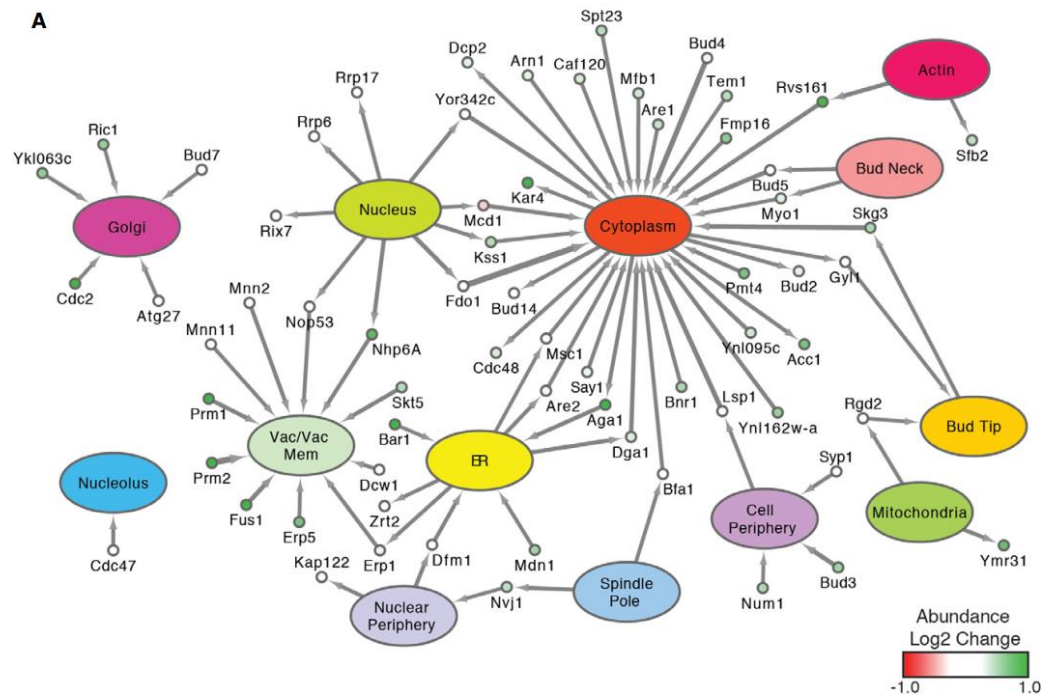 A
Spt23
Dcp2
Arn1
Caf120
Bud4
Rrp17
Mfb1
Tem1
Actin
Yor342c
Are1
Rvs161
Ric1
Rrp6
Fmp16
Sfb2
Ykl063c
Bud7
Bud Neck
Bud5
Kar4
Nucleus
Mcd1
Myo1
Skg3
Golgi
Rix7
Cytoplasm
Kss1
Gyl1
Pmt4
Bud2
Cdc2
Mnn2
Fdo1
Bud14
Atg27
Nop53
Mnn11
Nhp6A
Msc1
Ynl095c
Acc1
Cdc48
Say1
Skt5
Bnr1
Lsp1
Are2
Rgd2
Prm1
Aga1
Ynl162w-a
Bar1
Bud Tip
Vac/Vac
Mem
ER
Dga1
Prm2
Syp1
Nucleolus
Dcw1
Bfa1
Fus1
Zrt2
Cell
Periphery
Mitochondria
Erp5
Cdc47
Kap122
Erp1
Dfm1
Mdn1
Ymr31
Spindle
Pole
Bud3
Nuclear
Periphery
Nvj1
Num1
Abundance
Log2 Change
-1.0
1.0